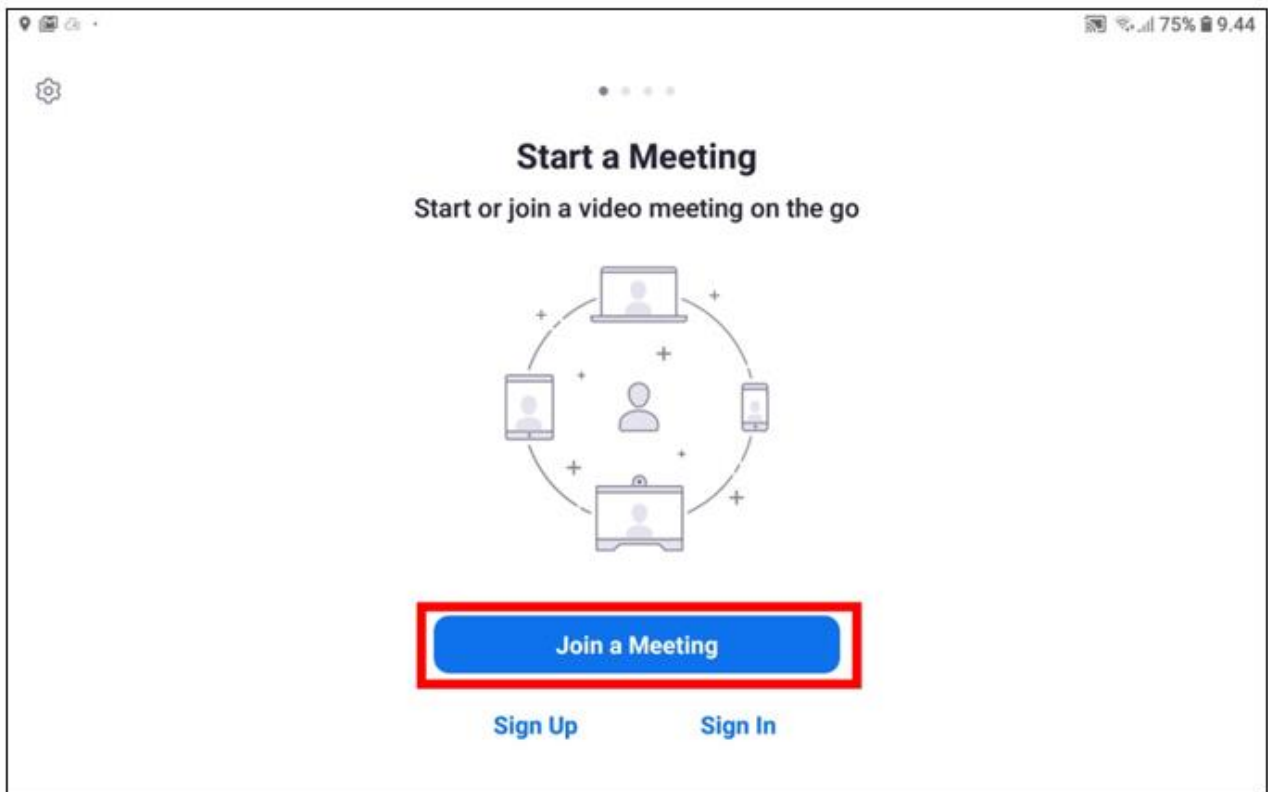 75% 9.44
Start a Meeting
Start or join a video meeting on the go
Join a Meeting
Sign Up Sign In